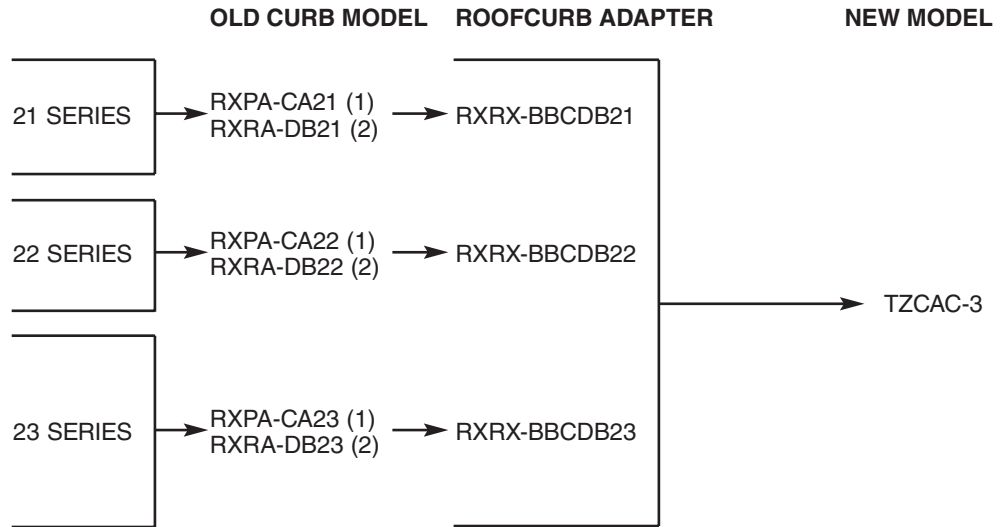 OLD CURB MODEL ROOFCURB ADAPTER NEW MODEL
21 SERIES
RXPA-CA21 (1)
RXRA-DB21 (2)
RXRX-BBCDB21
22 SERIES
RXPA-CA22 (1)
RXRA-DB22 (2)
RXRX-BBCDB22
TZCAC-3
23 SERIES
RXPA-CA23 (1)
RXRA-DB23 (2)
RXRX-BBCDB23